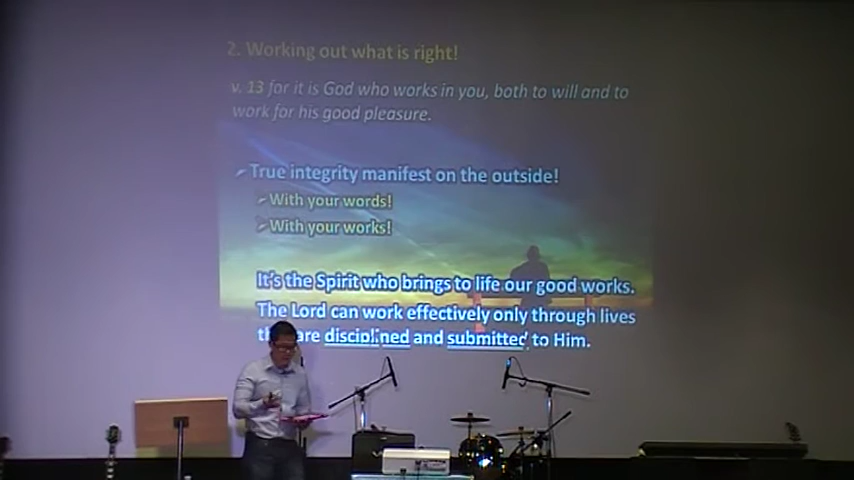 2. Working out what is right!
v. 13 for it is God who works in you, both to will and to
work for his good pleasure.
True integrity manifest on the outside!
With your words!
With your works!
It's the Spirit who brings to life our good works.
The Lord can work effectively only through lives
are disciplined and submitted to Him.